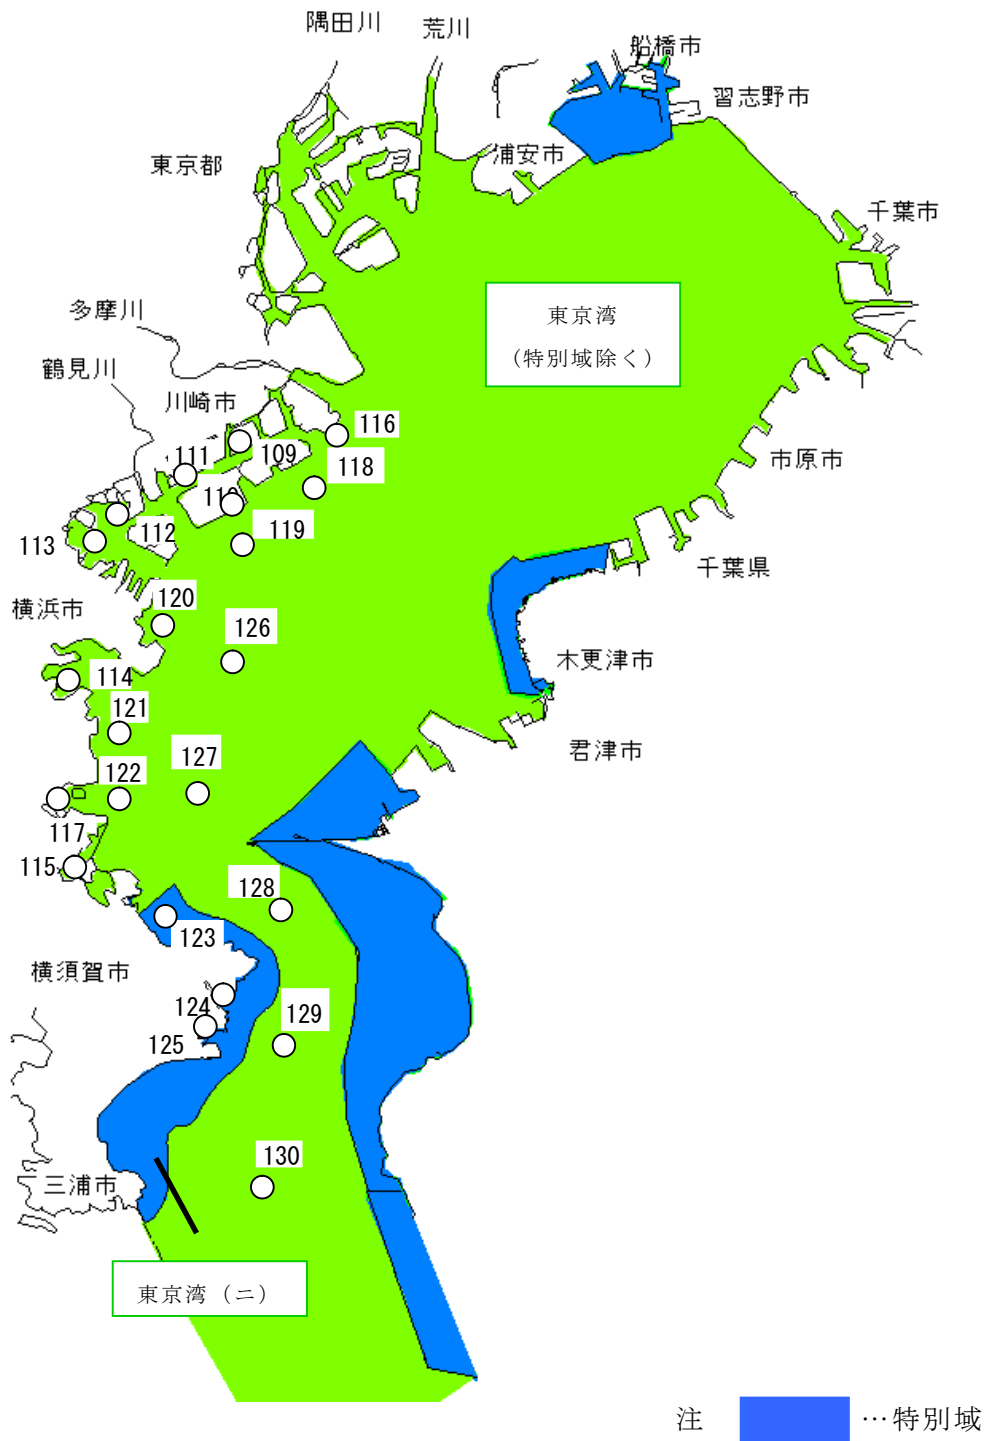 隅田川
荒川
船橋市
習志野市
東京都
浦安市
千葉市
多摩川
東京湾
(特別域除く)
鶴見川
川崎市
116
111
109
118
市原市
110
112
119
113
千葉県
横浜市
120
126
木更津市
114
121
君津市
127
122
117
115
128
123
横須賀市
124
129
125
130
三浦市
東京湾(ニ)
注
…特別域